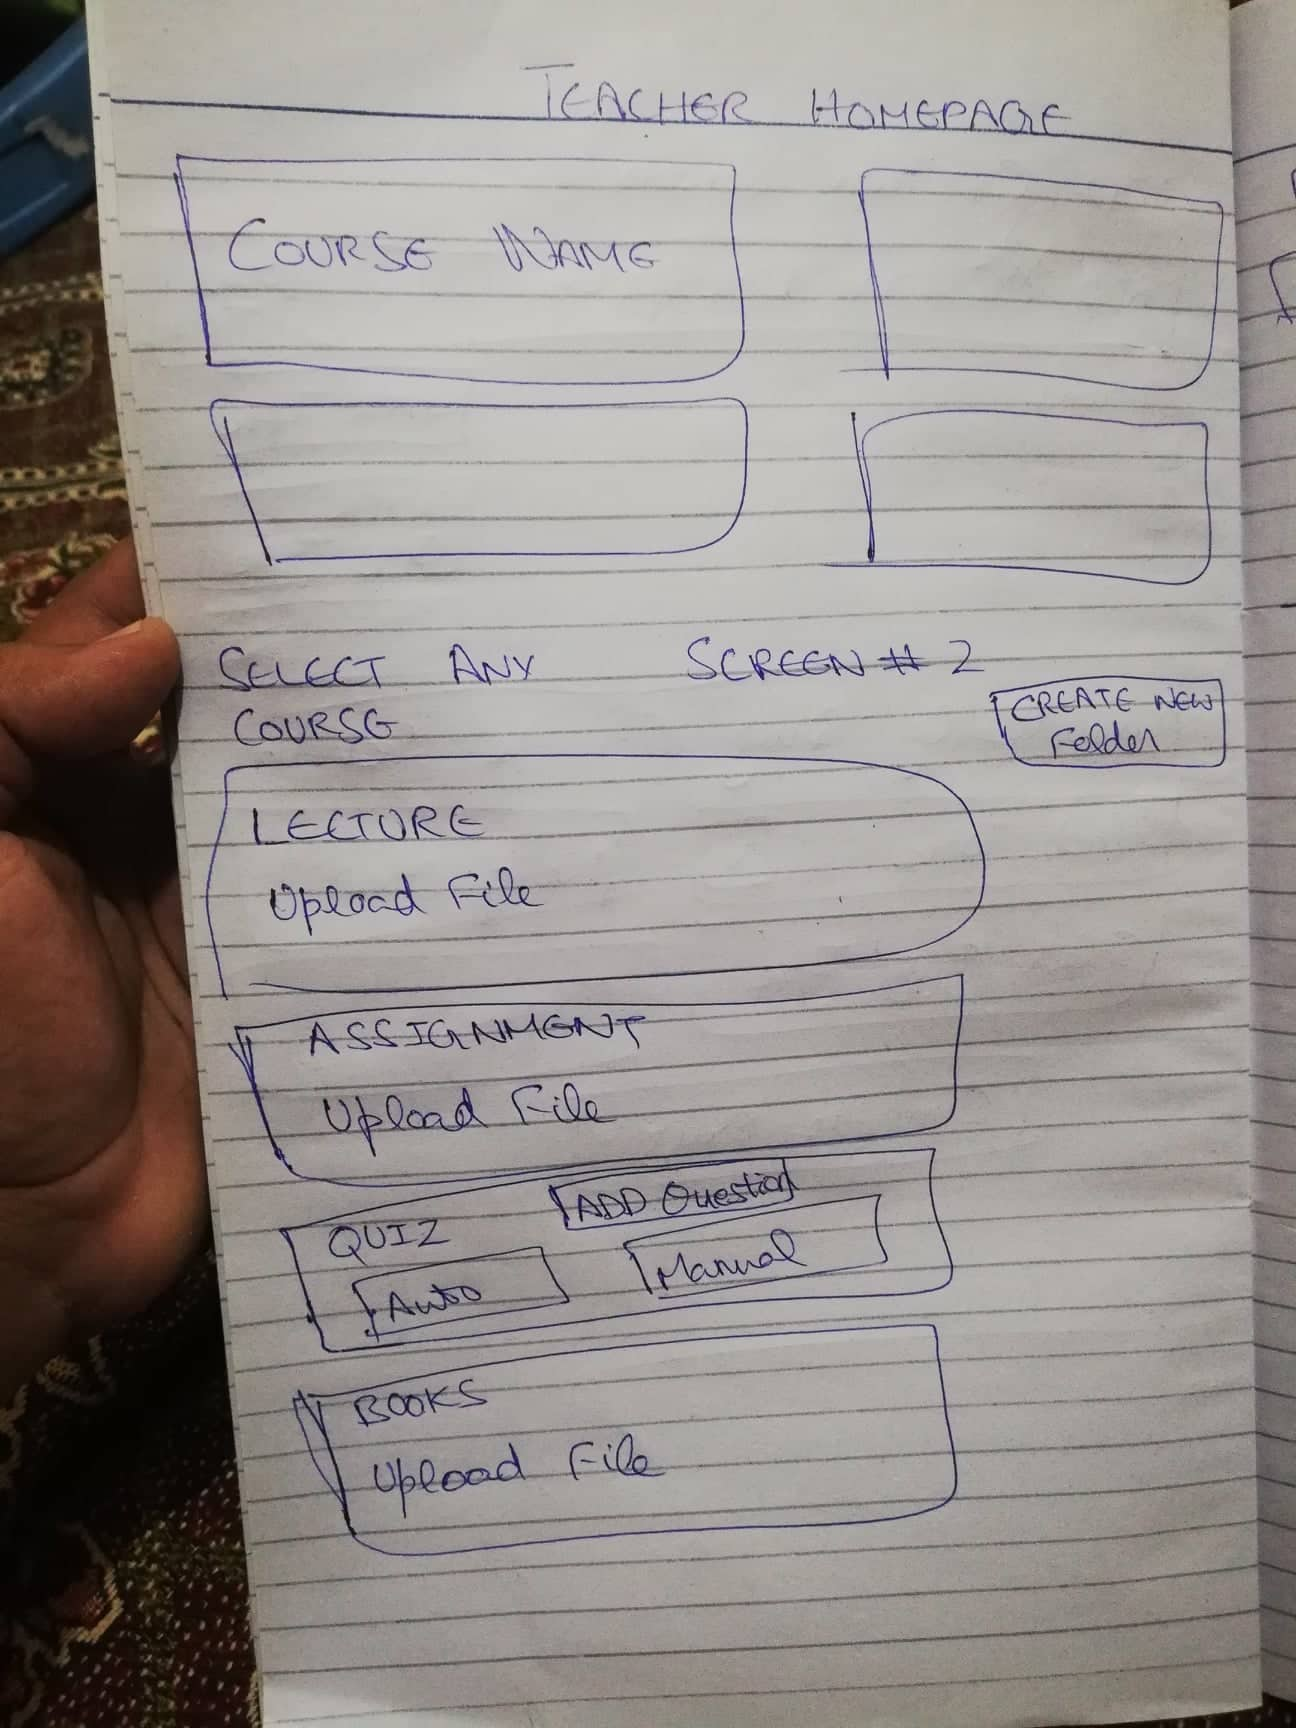 TEACHER HOMEPAGE
COURSE NAME
SELECT ANY
COURSE
SCREEN # 2
CREATE NEW
Folder
LECTURE
Upload File
ASSIGNMENT
Upload File
QUIZ
ADD Question
Auto
Manual
BOOKS
Upload File